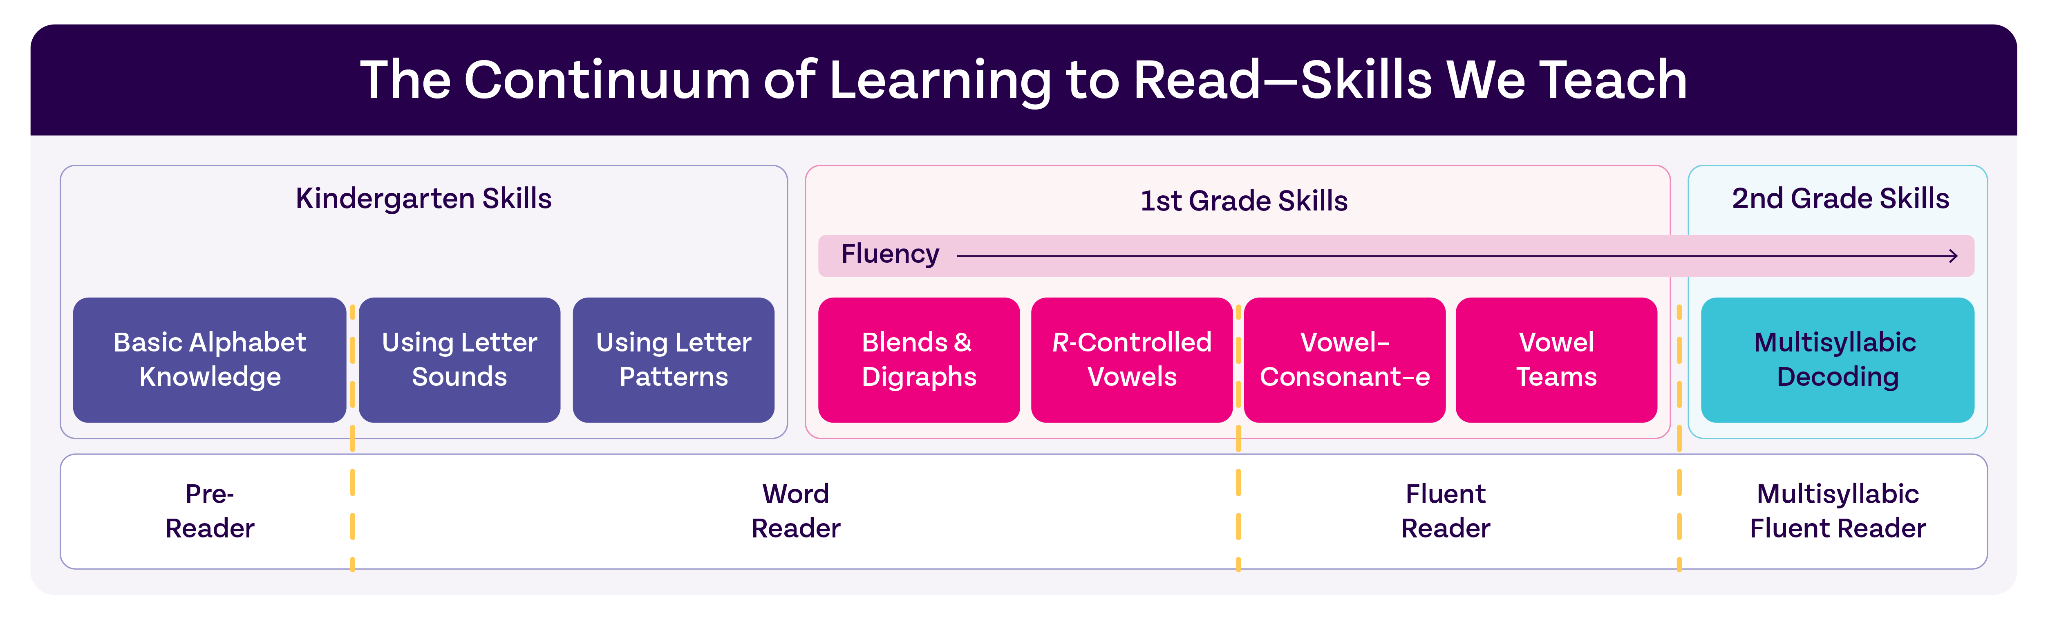 The Continuum of Learning to Read—Skills We Teach
Kindergarten Skills
Basic Alphabet
Knowledge
Using Letter
Sounds
Using Letter
Patterns
1st Grade Skills
Fluency
Blends &
Digraphs
R-Controlled
Vowels
Vowel–
Consonant–e
Vowel
Teams
2nd Grade Skills
Multisyllabic
Decoding
Pre-
Reader
Word
Reader
Fluent
Reader
Multisyllabic
Fluent Reader